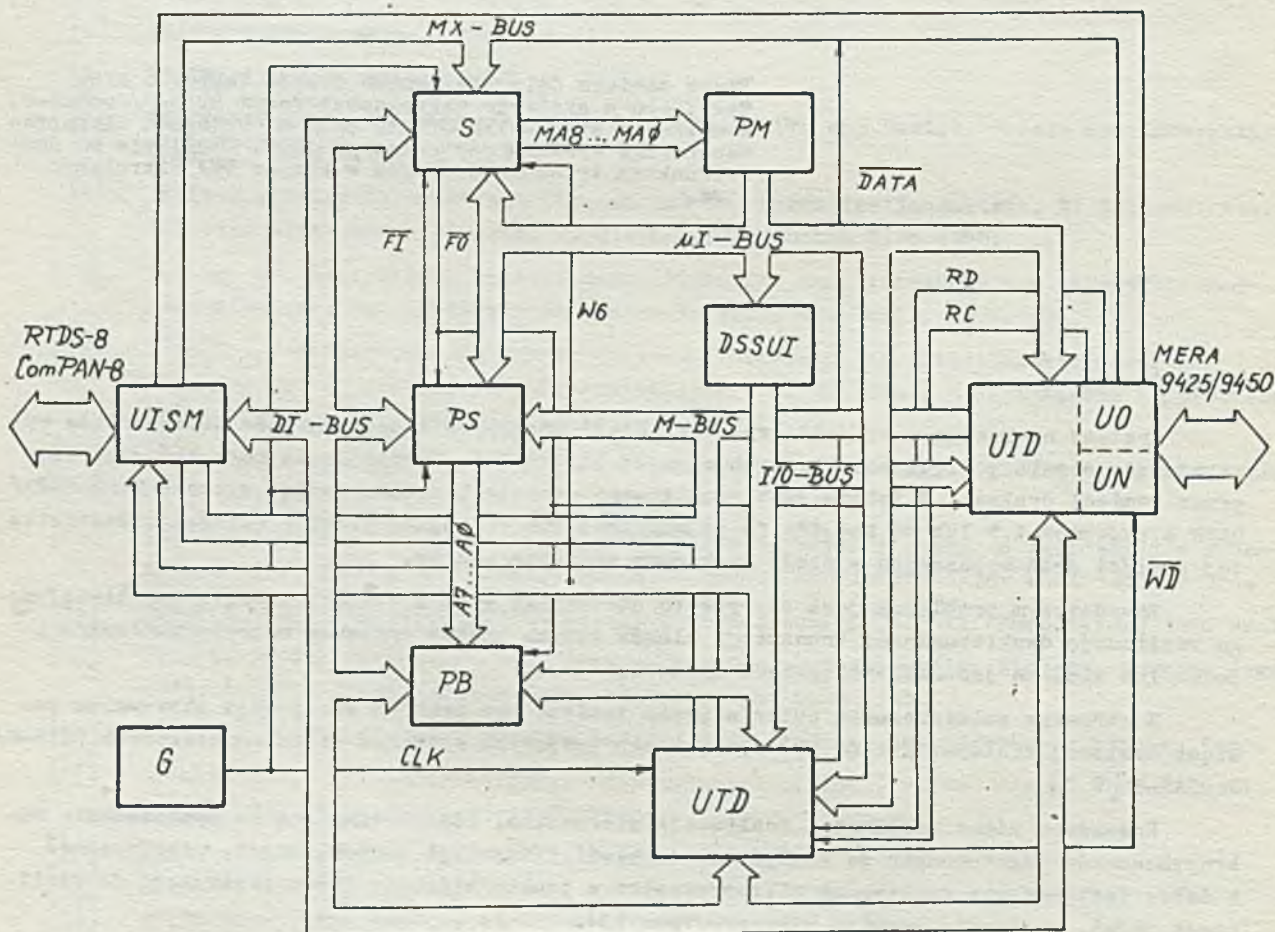 MX-BUS
S
MA8...MAØ
PM
DATA
FI
FO
μI-BUS
RD
RC
W6
DSSUI
RTDS-8
ComPAN-8
MERA
9425/9450
UISM
DI-BUS
PS
M-BUS
UID
UO
UN
I/O-BUS
A7...AØ
WD
PB
G
CLK
UTD